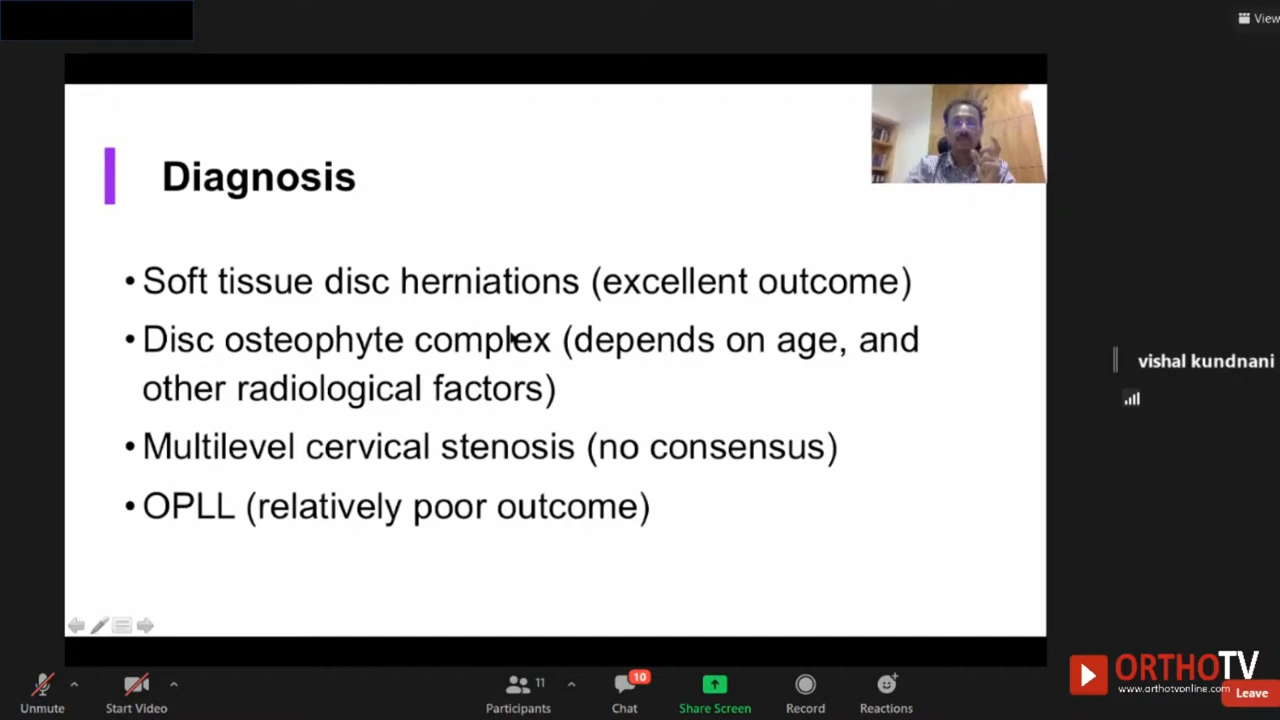 View
Diagnosis
• Soft tissue disc herniations (excellent outcome)
• Disc osteophyte complex (depends on age, and
other radiological factors)
• Multilevel cervical stenosis (no consensus)
• OPLL (relatively poor outcome)
vishal kundnani
Unmute
Start Video
11
Participants
10
Chat
Share Screen
Record
Reactions
ORTHOTV
www.orthotvonline.com
Leave